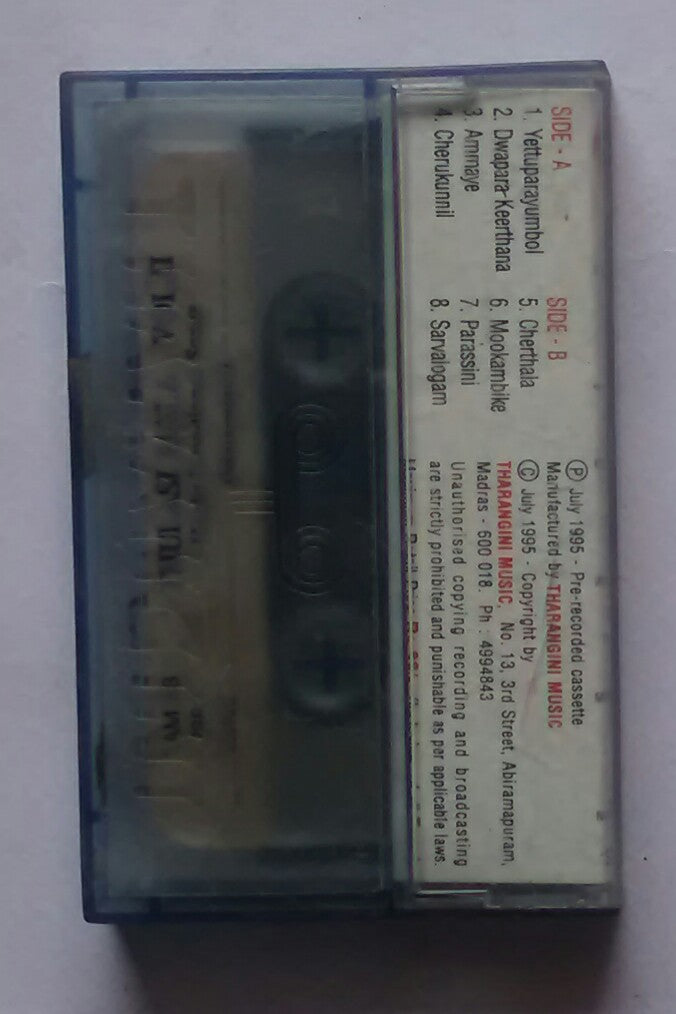 SIDE - A
1. Yettuparayumbol
2. Dwapara-Keerthana
3. Ammaye
4. Cherukunnil
SIDE - B
5. Cherthala
6. Mookambike
7. Parassini
8. Sarvalogam
Ⓟ July 1995 - Pre-recorded cassette
Manufactured by THARANGINI MUSIC
© July 1995 - Copyright by
THARANGINI MUSIC, No. 13, 3rd Street, Abiramapuram,
Madras - 600 018. Ph : 4994843
Unauthorised copying recording and broadcasting
are strictly prohibited and punishable as per applicable laws.